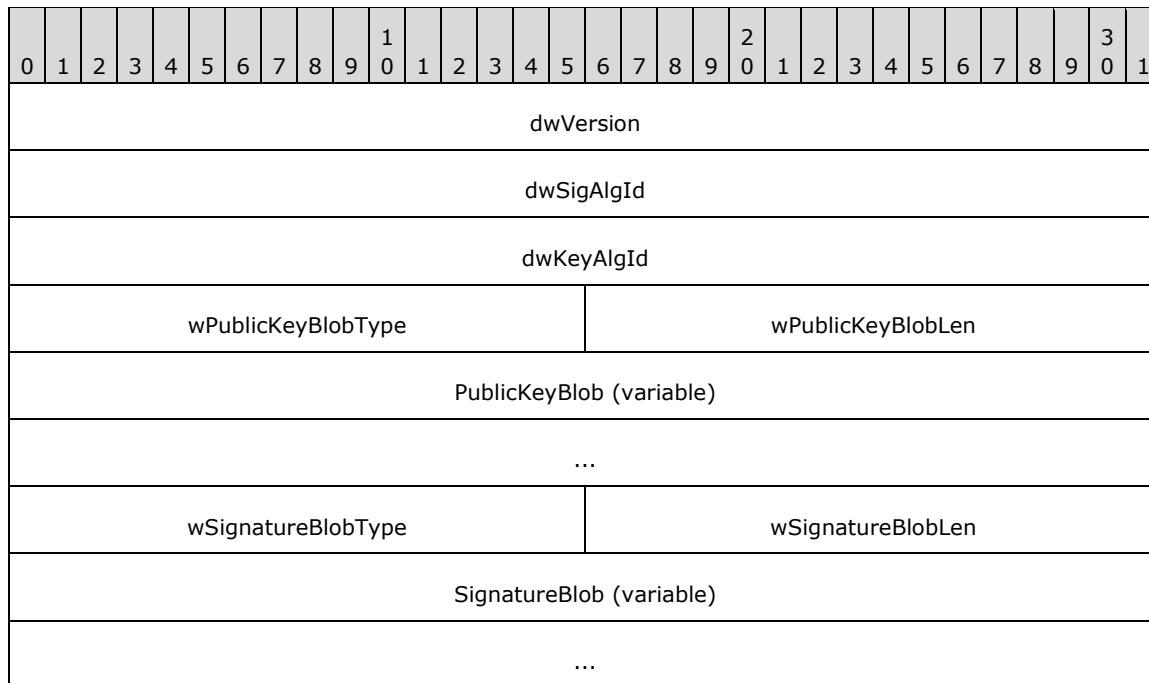 1 2 3
0 1 2 3 4 5 6 7 8 9 0 1 2 3 4 5 6 7 8 9 0 1 2 3 4 5 6 7 8 9 0 1
dwVersion
dwSigAlgId
dwKeyAlgId
wPublicKeyBlobType wPublicKeyBlobLen
PublicKeyBlob (variable)
...
wSignatureBlobType wSignatureBlobLen
SignatureBlob (variable)
...